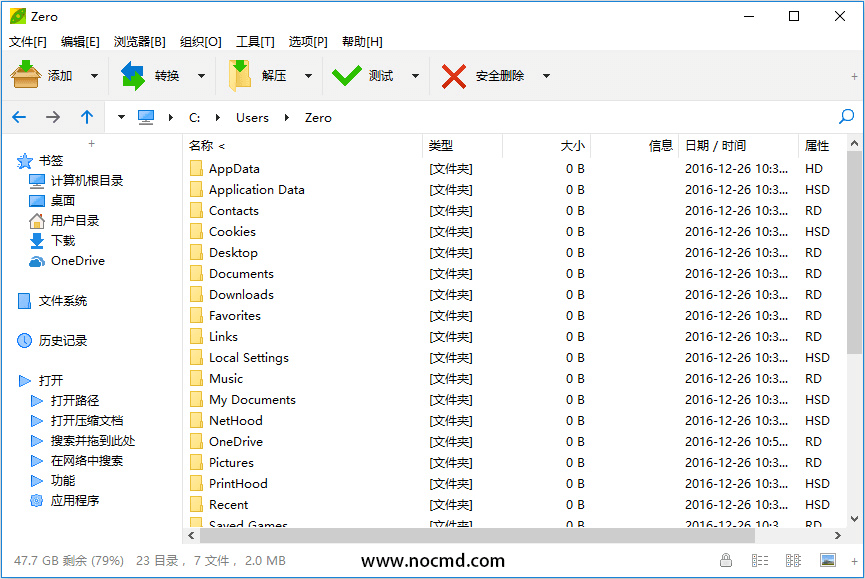 Zero
文件[F] 编辑[E] 浏览器[B] 组织[O] 工具[T] 选项[P] 帮助[H]
添加 转换 解压 测试 安全删除 +
C: Users Zero
+
书签
计算机根目录
桌面
用户目录
下载
OneDrive
文件系统
历史记录
打开
打开路径
打开压缩文档
搜索并拖到此处
在网络中搜索
功能
应用程序
名称 < 类型 大小 信息 日期 / 时间 属性
AppData [文件夹] 0 B 2016-12-26 10:3... HD
Application Data [文件夹] 0 B 2016-12-26 10:3... HSD
Contacts [文件夹] 0 B 2016-12-26 10:3... RD
Cookies [文件夹] 0 B 2016-12-26 10:3... HSD
Desktop [文件夹] 0 B 2016-12-26 10:3... RD
Documents [文件夹] 0 B 2016-12-26 10:3... RD
Downloads [文件夹] 0 B 2016-12-26 10:3... RD
Favorites [文件夹] 0 B 2016-12-26 10:3... RD
Links [文件夹] 0 B 2016-12-26 10:3... RD
Local Settings [文件夹] 0 B 2016-12-26 10:3... HSD
Music [文件夹] 0 B 2016-12-26 10:3... RD
My Documents [文件夹] 0 B 2016-12-26 10:3... HSD
NetHood [文件夹] 0 B 2016-12-26 10:3... HSD
OneDrive [文件夹] 0 B 2016-12-26 10:5... RD
Pictures [文件夹] 0 B 2016-12-26 10:3... RD
PrintHood [文件夹] 0 B 2016-12-26 10:3... HSD
Recent [文件夹] 0 B 2016-12-26 10:3... HSD
Saved Games [文件夹] 0 B 2016-12-26 10:3... RD
47.7 GB 剩余 (79%) 23 目录, 7 文件, 2.0 MB www.nocmd.com +